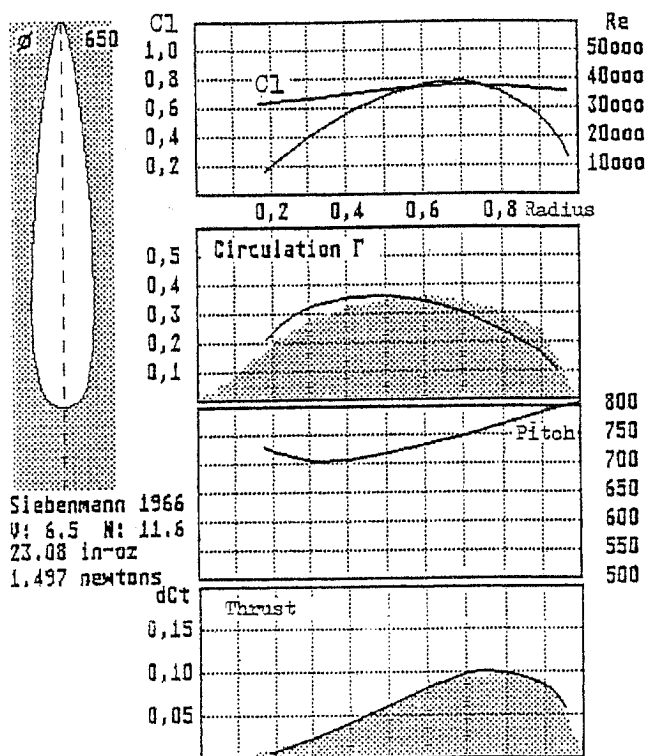 ø 650
Cl
1,0
0,8
0,6
0,4
0,2
Cl
Re
50000
40000
30000
20000
10000
0,2 0,4 0,6 0,8 Radius
Circulation Γ
0,5
0,4
0,3
0,2
0,1
Pitch
800
750
700
650
600
550
500
Siebenmann 1966
V: 6.5 N: 11.6
23.08 in-oz
1.497 newtons
dCt
Thrust
0,15
0,10
0,05